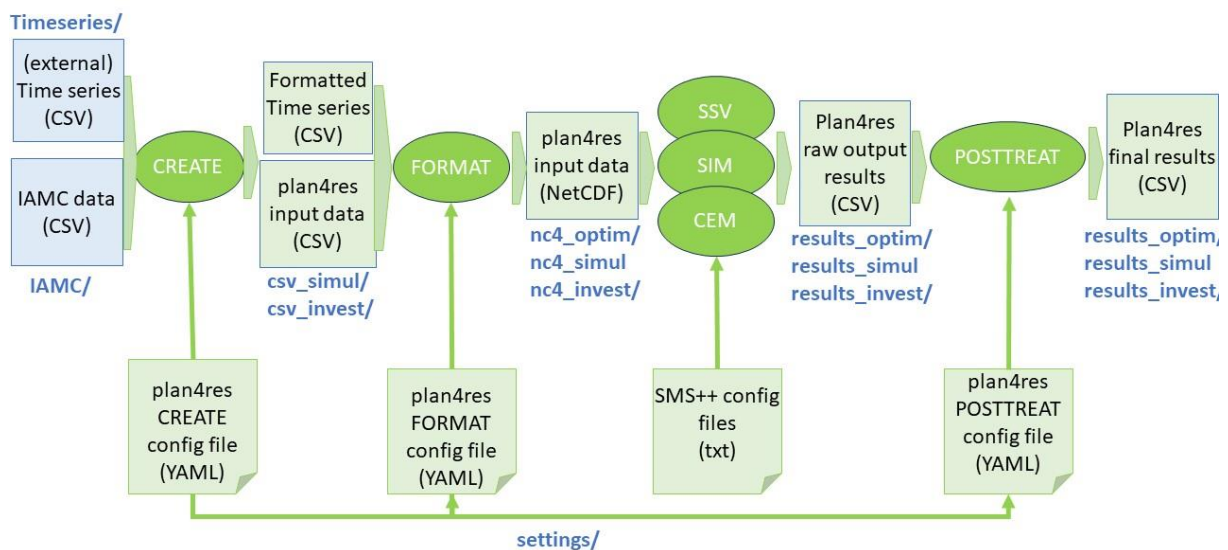 Timeseries/
(external)
Time series
(CSV)
IAMC data
(CSV)
IAMC/
CREATE
Formatted
Time series
(CSV)
plan4res
input data
(CSV)
csv_simul/
csv_invest/
FORMAT
plan4res
input data
(NetCDF)
nc4_optim/
nc4_simul
nc4_invest/
SSV
SIM
CEM
Plan4res
raw output
results
(CSV)
results_optim/
results_simul
results_invest/
POSTTREAT
Plan4res
final results
(CSV)
results_optim/
results_simul
results_invest/
plan4res
CREATE
config file
(YAML)
plan4res
FORMAT
config file
(YAML)
SMS++ config
files
(txt)
plan4res
POSTTREAT
config file
(YAML)
settings/